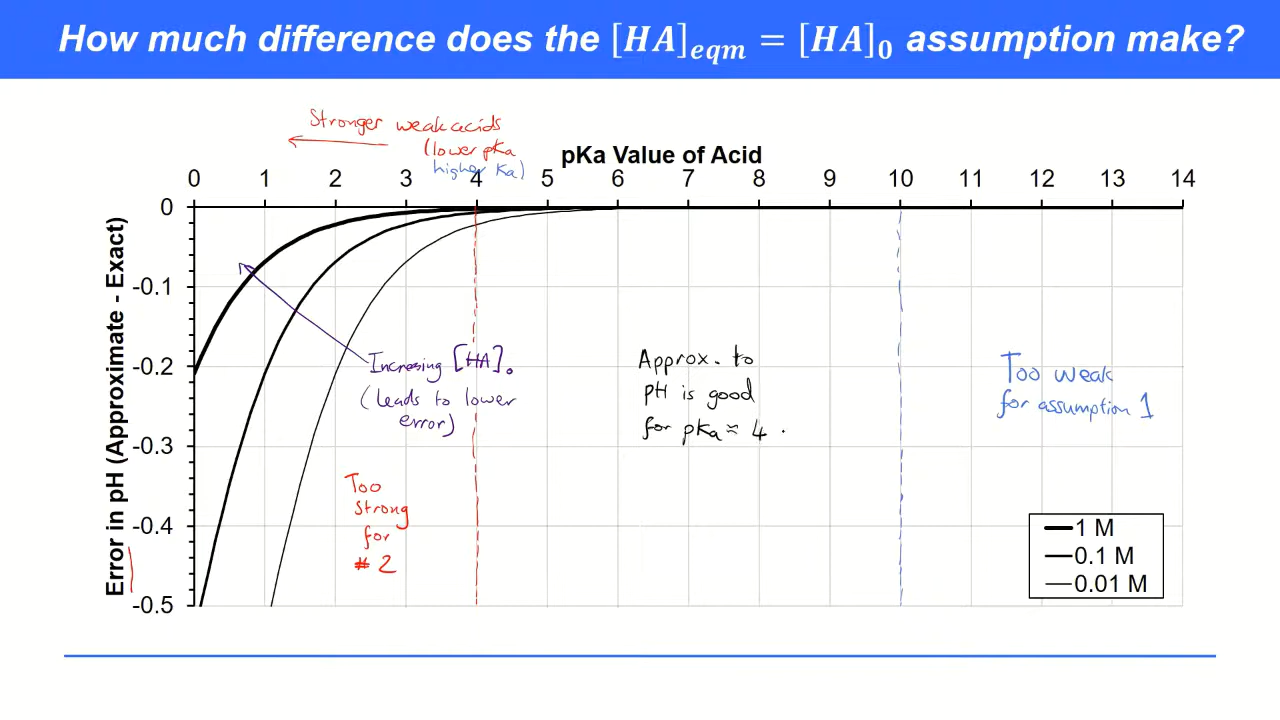 How much difference does the [HA]eqm = [HA]0 assumption make?
Stronger weak acids
(lower pKa
higher Ka)
pKa Value of Acid
0 1 2 3 4 5 6 7 8 9 10 11 12 13 14
Error in pH (Approximate - Exact)
0
-0.1
-0.2
-0.3
-0.4
-0.5
Increasing [HA]0
(leads to lower
error)
Approx. to
pH is good
for pKa ≈ 4 -
Too weak
for assumption 1
Too
strong
for
# 2
1 M
0.1 M
0.01 M